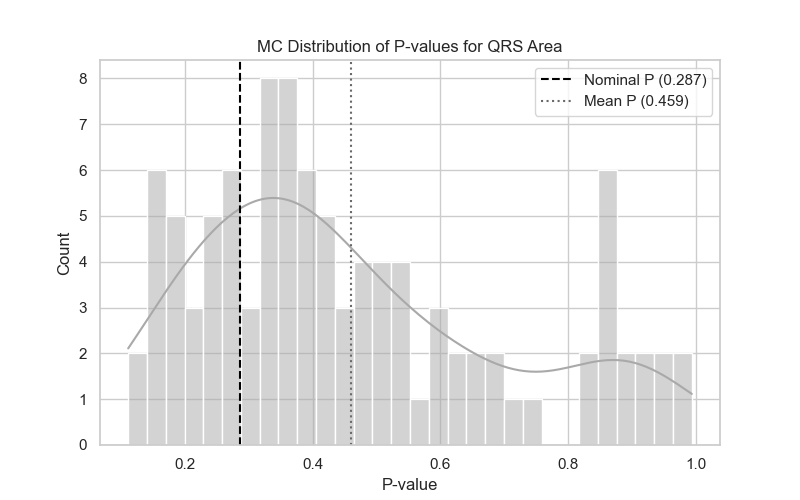 MC Distribution of P-values for QRS Area
Nominal P (0.287)
Mean P (0.459)
Count
8
7
6
5
4
3
2
1
0
0.2
0.4
0.6
0.8
1.0
P-value